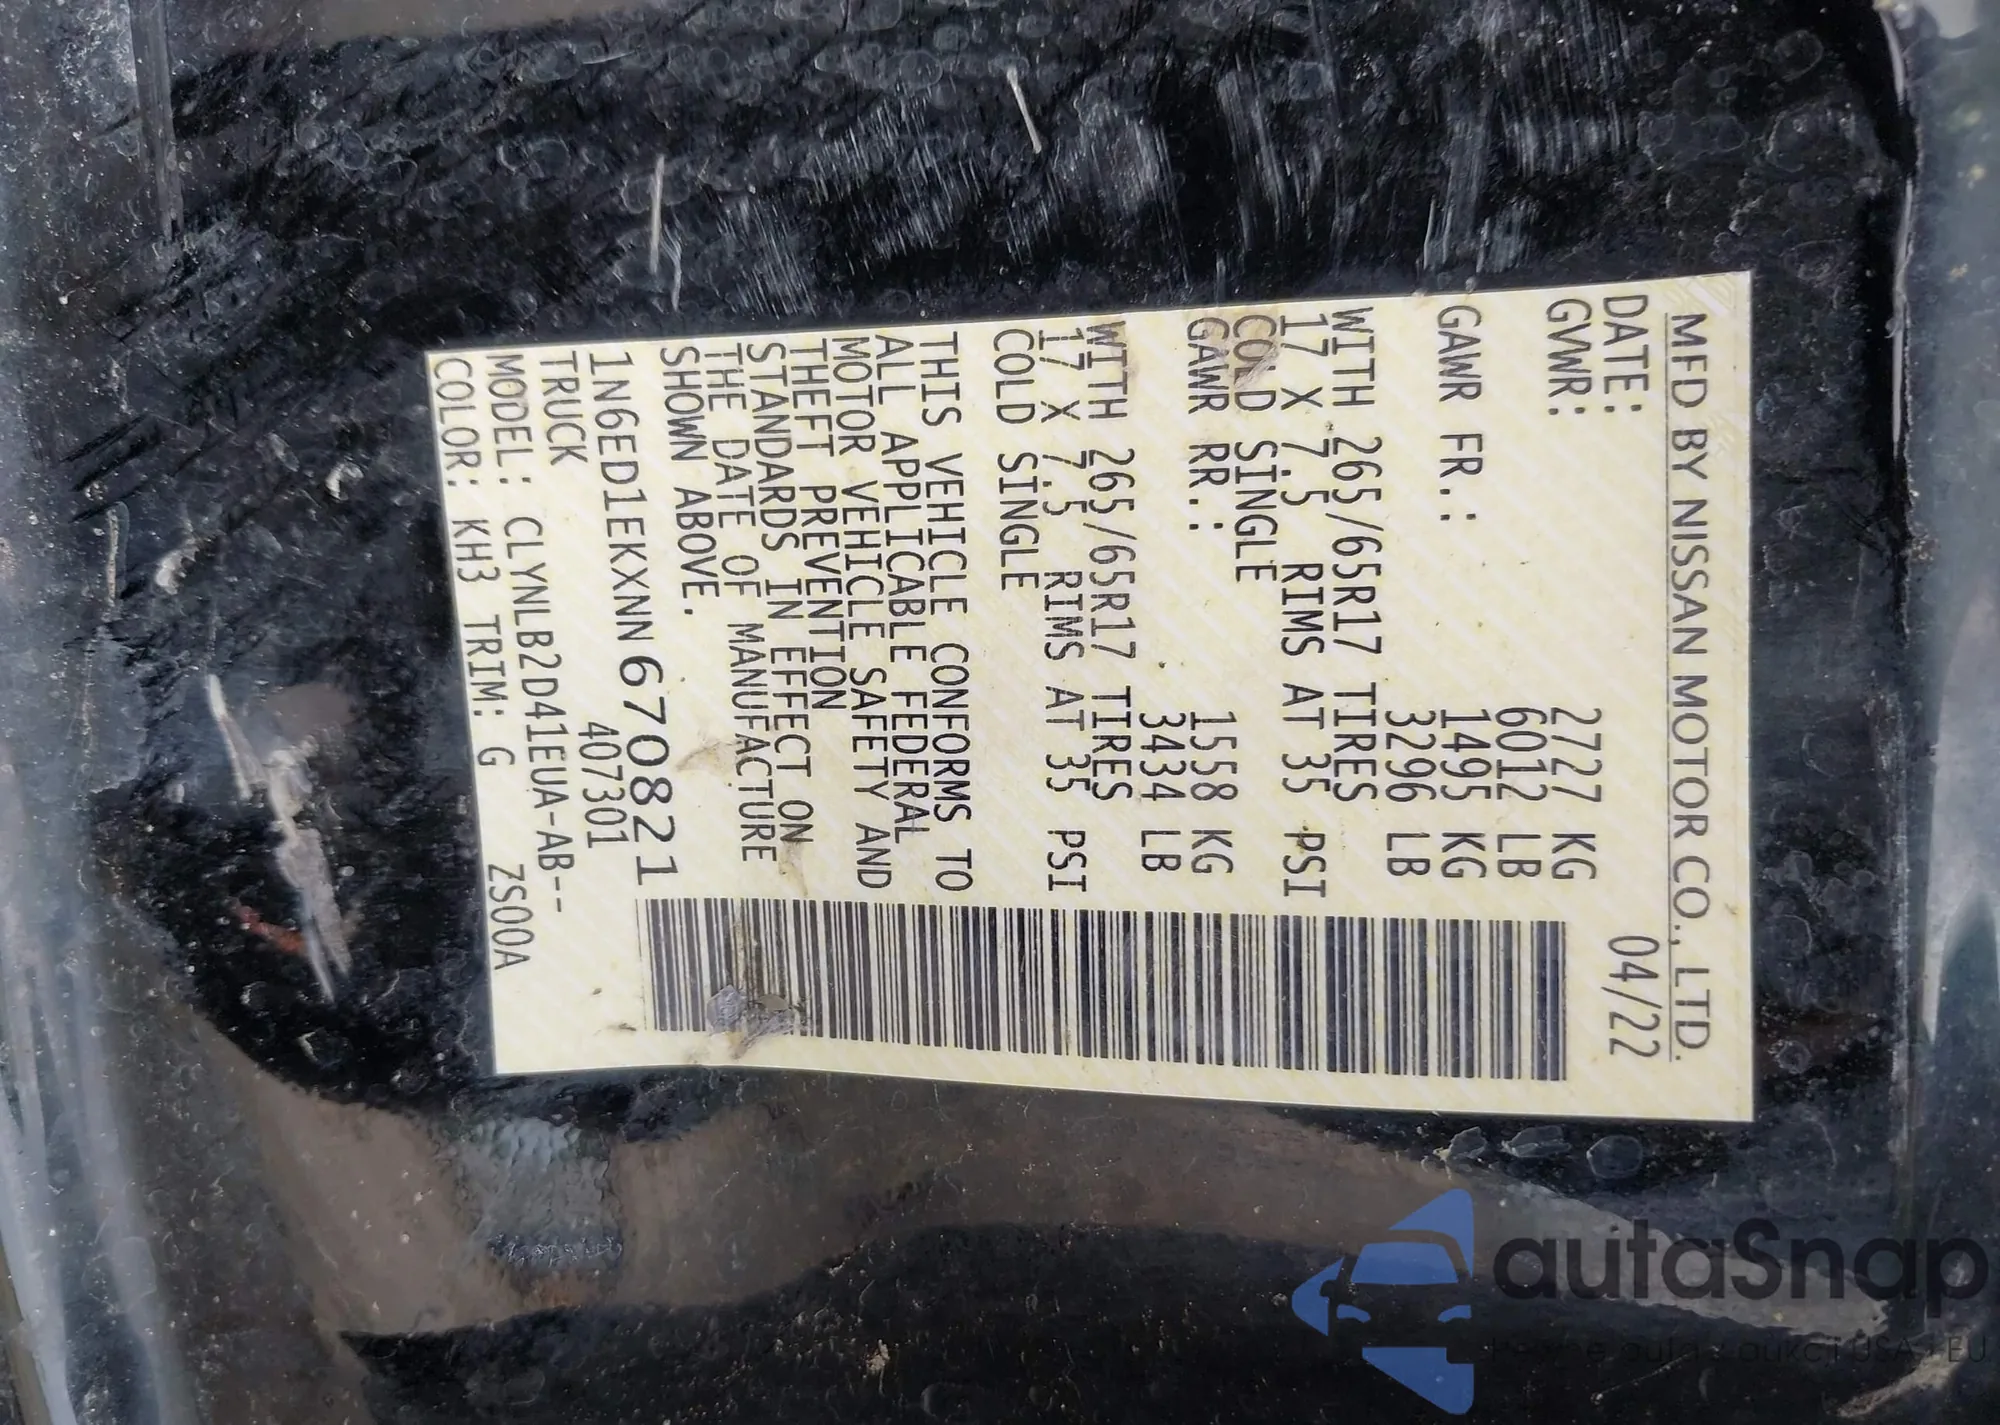 MFD BY NISSAN MOTOR CO., LTD.
DATE: 04/22
GVWR: 2727 KG
6012 LB
GAWR FR.: 1495 KG
3296 LB
WITH 265/65R17 TIRES
17 X 7.5 RIMS AT 35 PSI
COLD SINGLE
GAWR RR.: 1558 KG
3434 LB
WITH 265/65R17 TIRES
17 X 7.5 RIMS AT 35 PSI
COLD SINGLE
THIS VEHICLE CONFORMS TO
ALL APPLICABLE FEDERAL
MOTOR VEHICLE SAFETY AND
THEFT PREVENTION
STANDARDS IN EFFECT ON
THE DATE OF MANUFACTURE
SHOWN ABOVE.
1N6ED1EKXNN670821
TRUCK 407301
MODEL: CLYNLB2D41EUA-AB--
COLOR: KH3 TRIM: G ZS00A
autaSnap
aukcji USA i EU